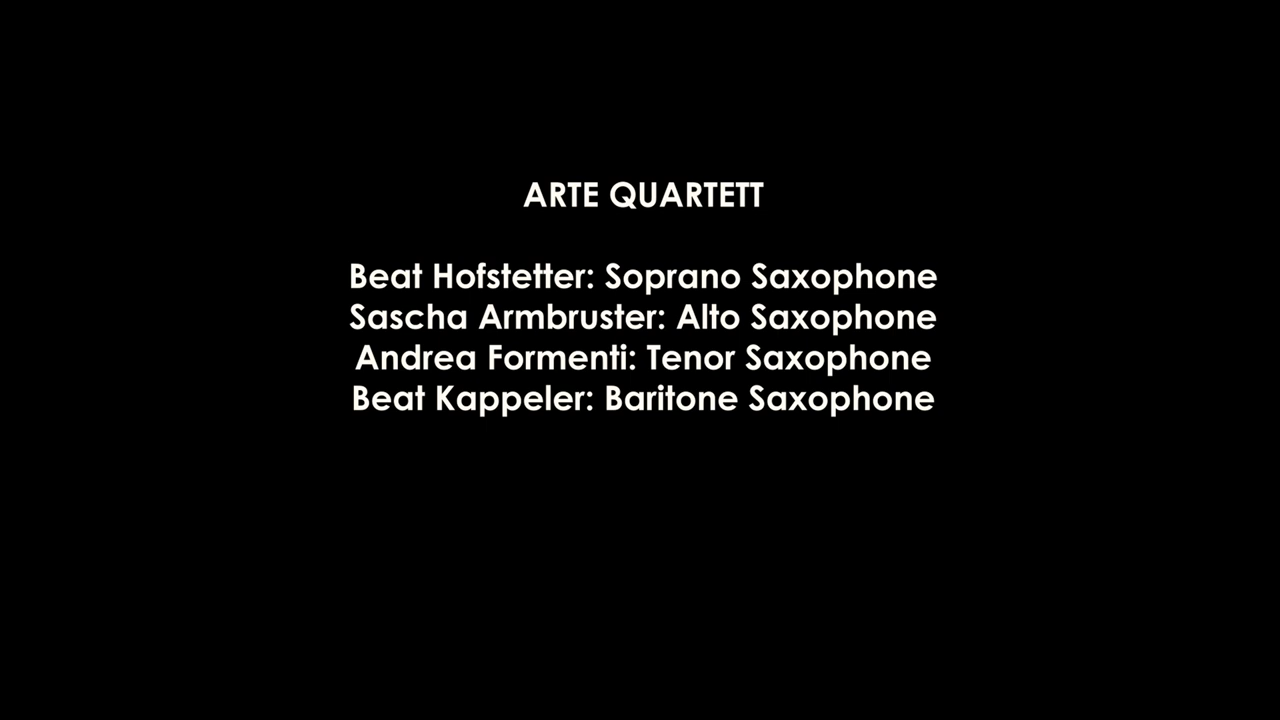 ARTE QUARTETT
Beat Hofstetter: Soprano Saxophone
Sascha Armbruster: Alto Saxophone
Andrea Formenti: Tenor Saxophone
Beat Kappeler: Baritone Saxophone